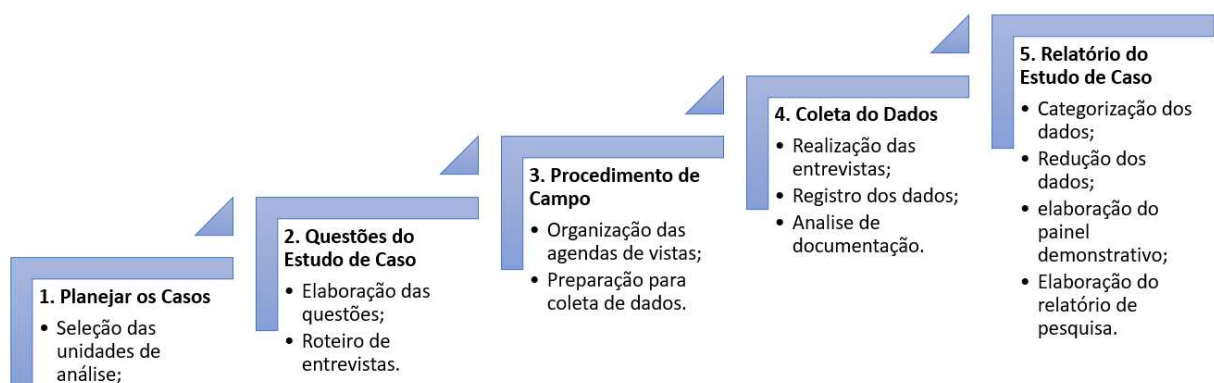 1. Planejar os Casos
• Seleção das
unidades de
análise;
2. Questões do
Estudo de Caso
• Elaboração das
questões;
• Roteiro de
entrevistas.
3. Procedimento de
Campo
• Organização das
agendas de vistas;
• Preparação para
coleta de dados.
4. Coleta do Dados
• Realização das
entrevistas;
• Registro dos dados;
• Analise de
documentação.
5. Relatório do
Estudo de Caso
• Categorização dos
dados;
• Redução dos
dados;
• elaboração do
painel
demonstrativo;
• Elaboração do
relatório de
pesquisa.